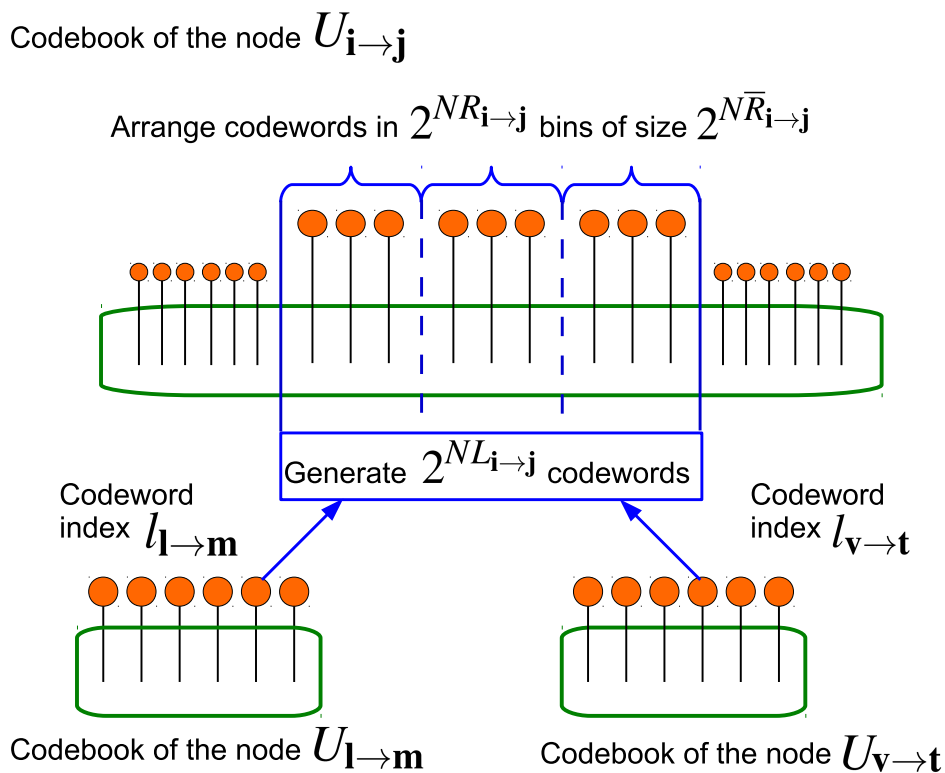 Codebook of the node U_{i→j}
Arrange codewords in 2^{NR_{i→j}} bins of size 2^{N\overline{R}_{i→j}}
Generate 2^{NL_{i→j}} codewords
Codeword
index l_{l→m}
Codeword
index l_{v→t}
Codebook of the node U_{l→m}
Codebook of the node U_{v→t}